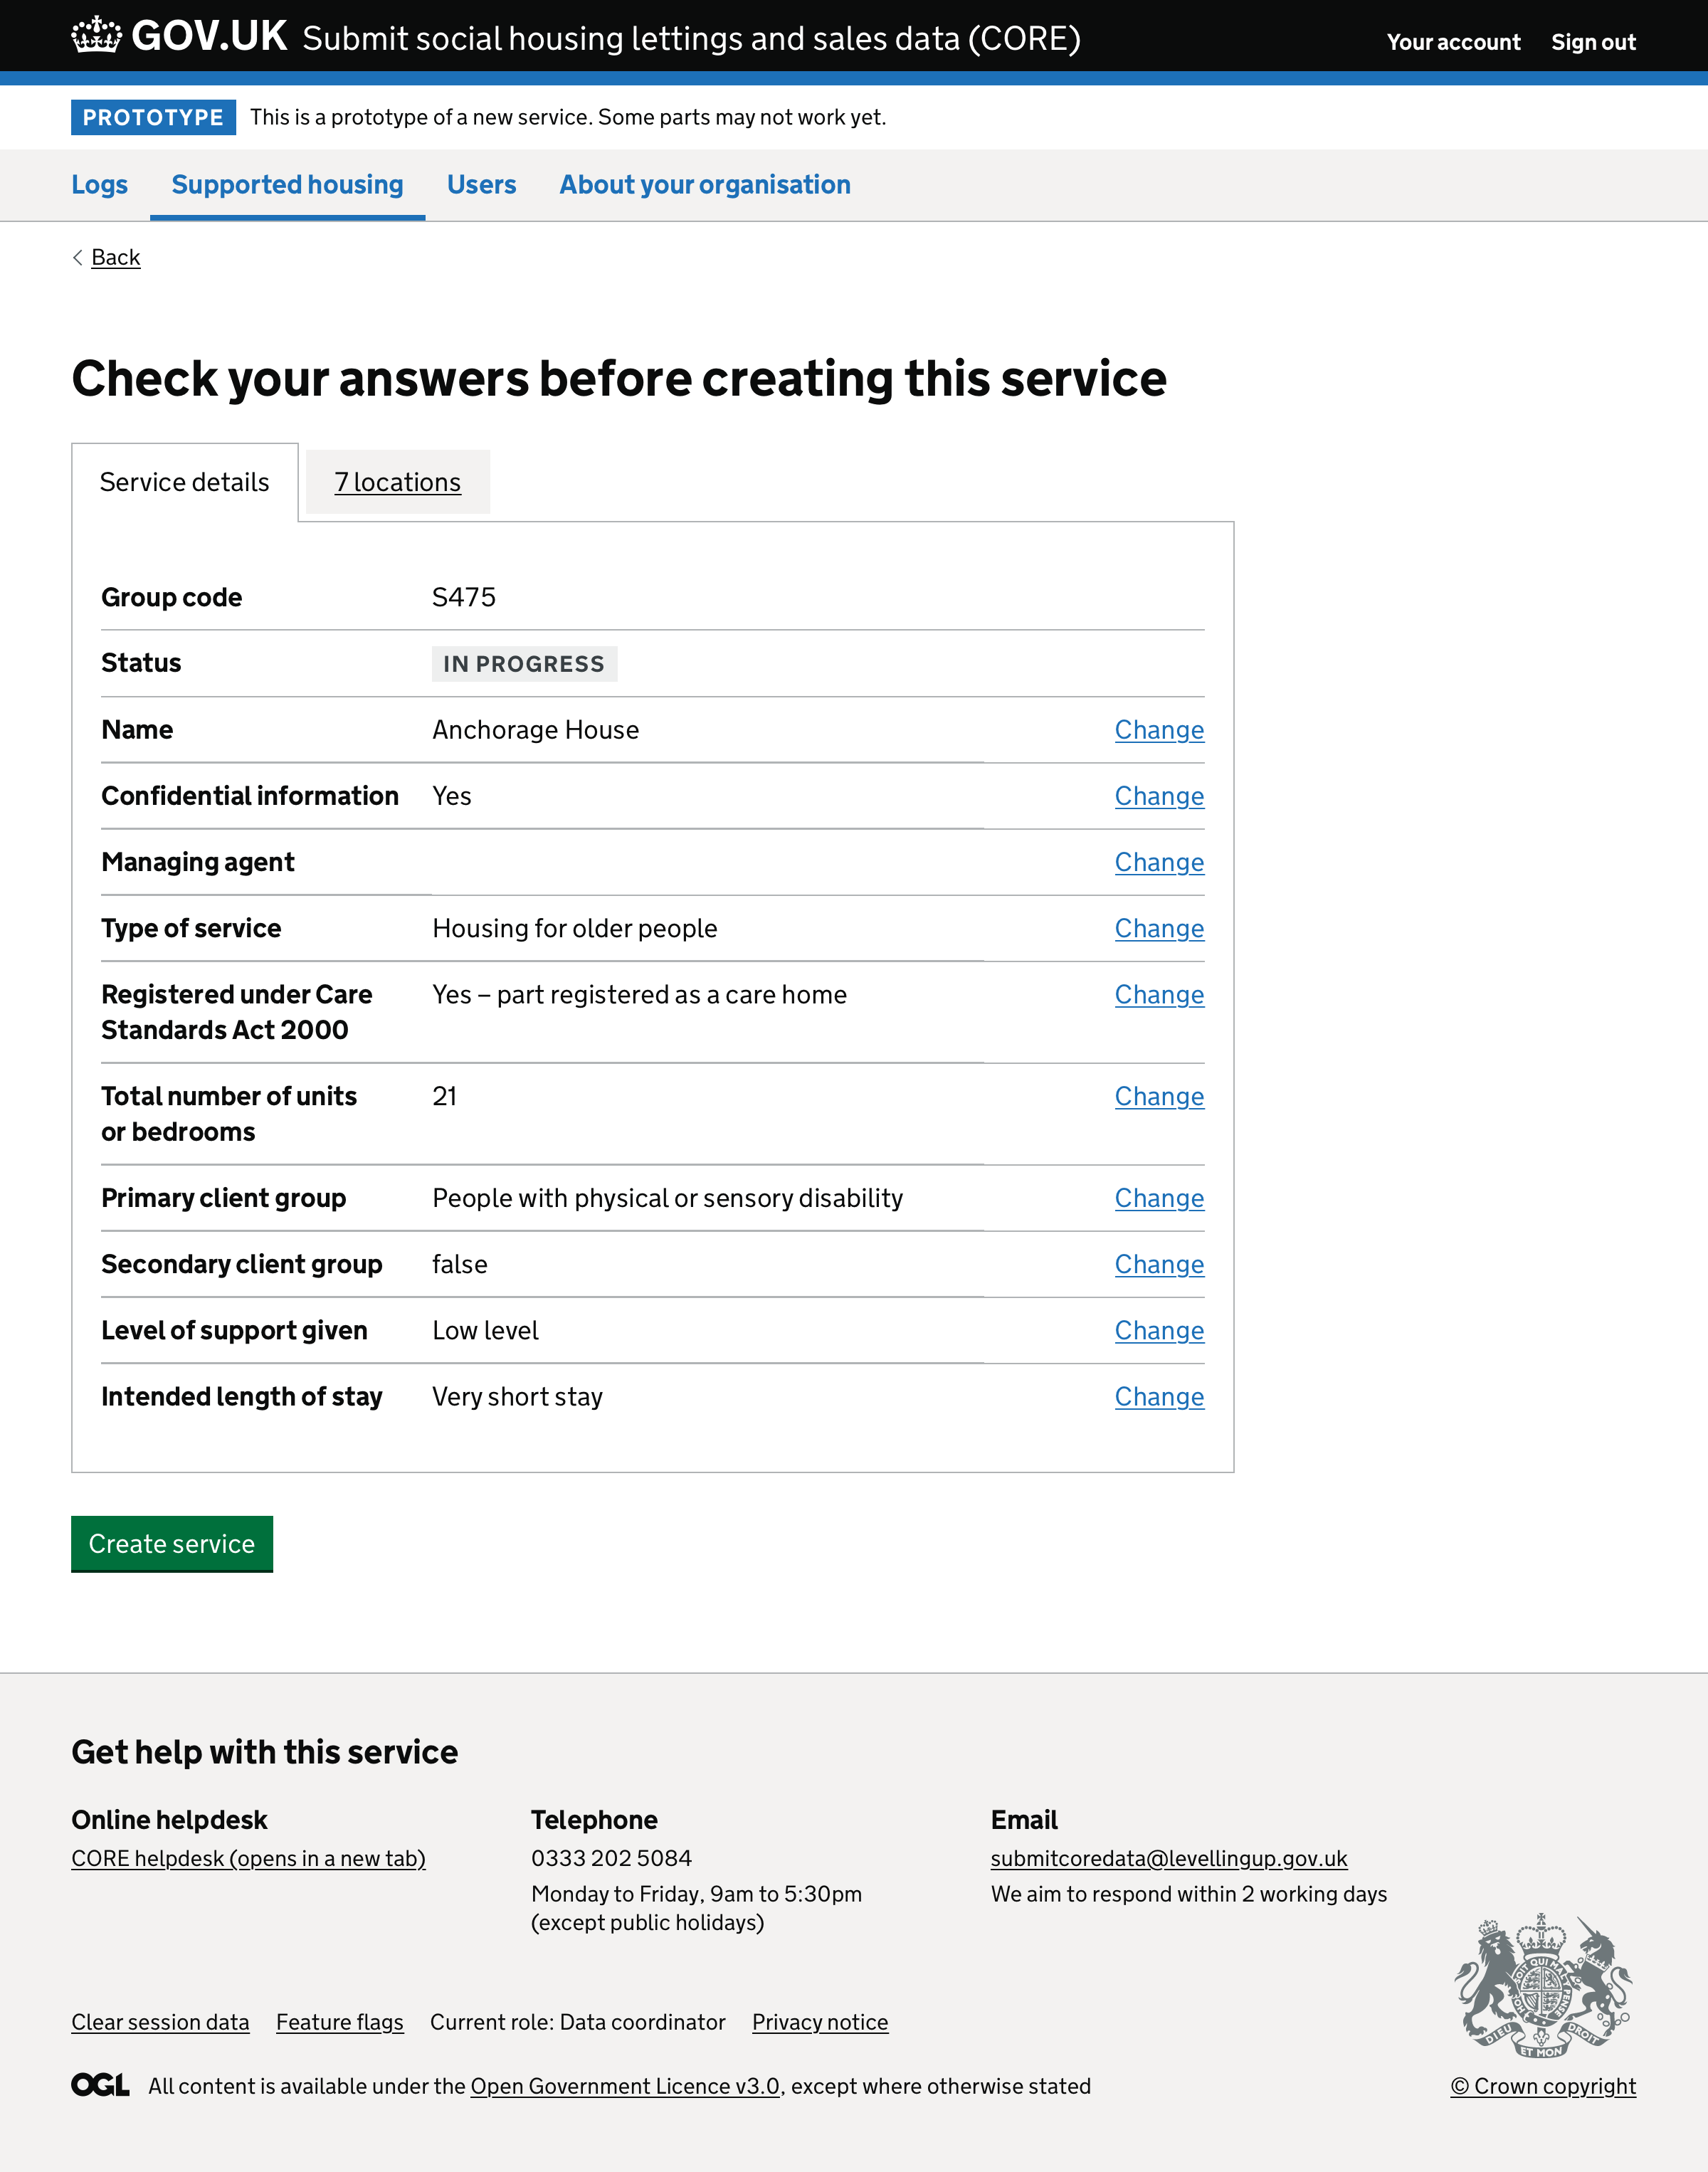 GOV.UK Submit social housing lettings and sales data (CORE) Your account Sign out
PROTOTYPE This is a prototype of a new service. Some parts may not work yet.
Logs Supported housing Users About your organisation
Back
Check your answers before creating this service
Service details 7 locations
Group code S475
Status IN PROGRESS
Name Anchorage House Change
Confidential information Yes Change
Managing agent Change
Type of service Housing for older people Change
Registered under Care Yes – part registered as a care home Change
Standards Act 2000
Total number of units 21 Change
or bedrooms
Primary client group People with physical or sensory disability Change
Secondary client group false Change
Level of support given Low level Change
Intended length of stay Very short stay Change
Create service
Get help with this service
Online helpdesk
CORE helpdesk (opens in a new tab)
Telephone
0333 202 5084
Monday to Friday, 9am to 5:30pm
(except public holidays)
Email
submitcoredata@levellingup.gov.uk
We aim to respond within 2 working days
Clear session data Feature flags Current role: Data coordinator Privacy notice
OGL All content is available under the Open Government Licence v3.0, except where otherwise stated
DIEU ET MON DROIT
© Crown copyright